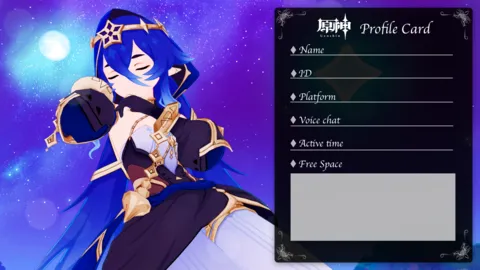 原神 Profile Card
Name
ID
Platform
Voice chat
Active time
Free Space